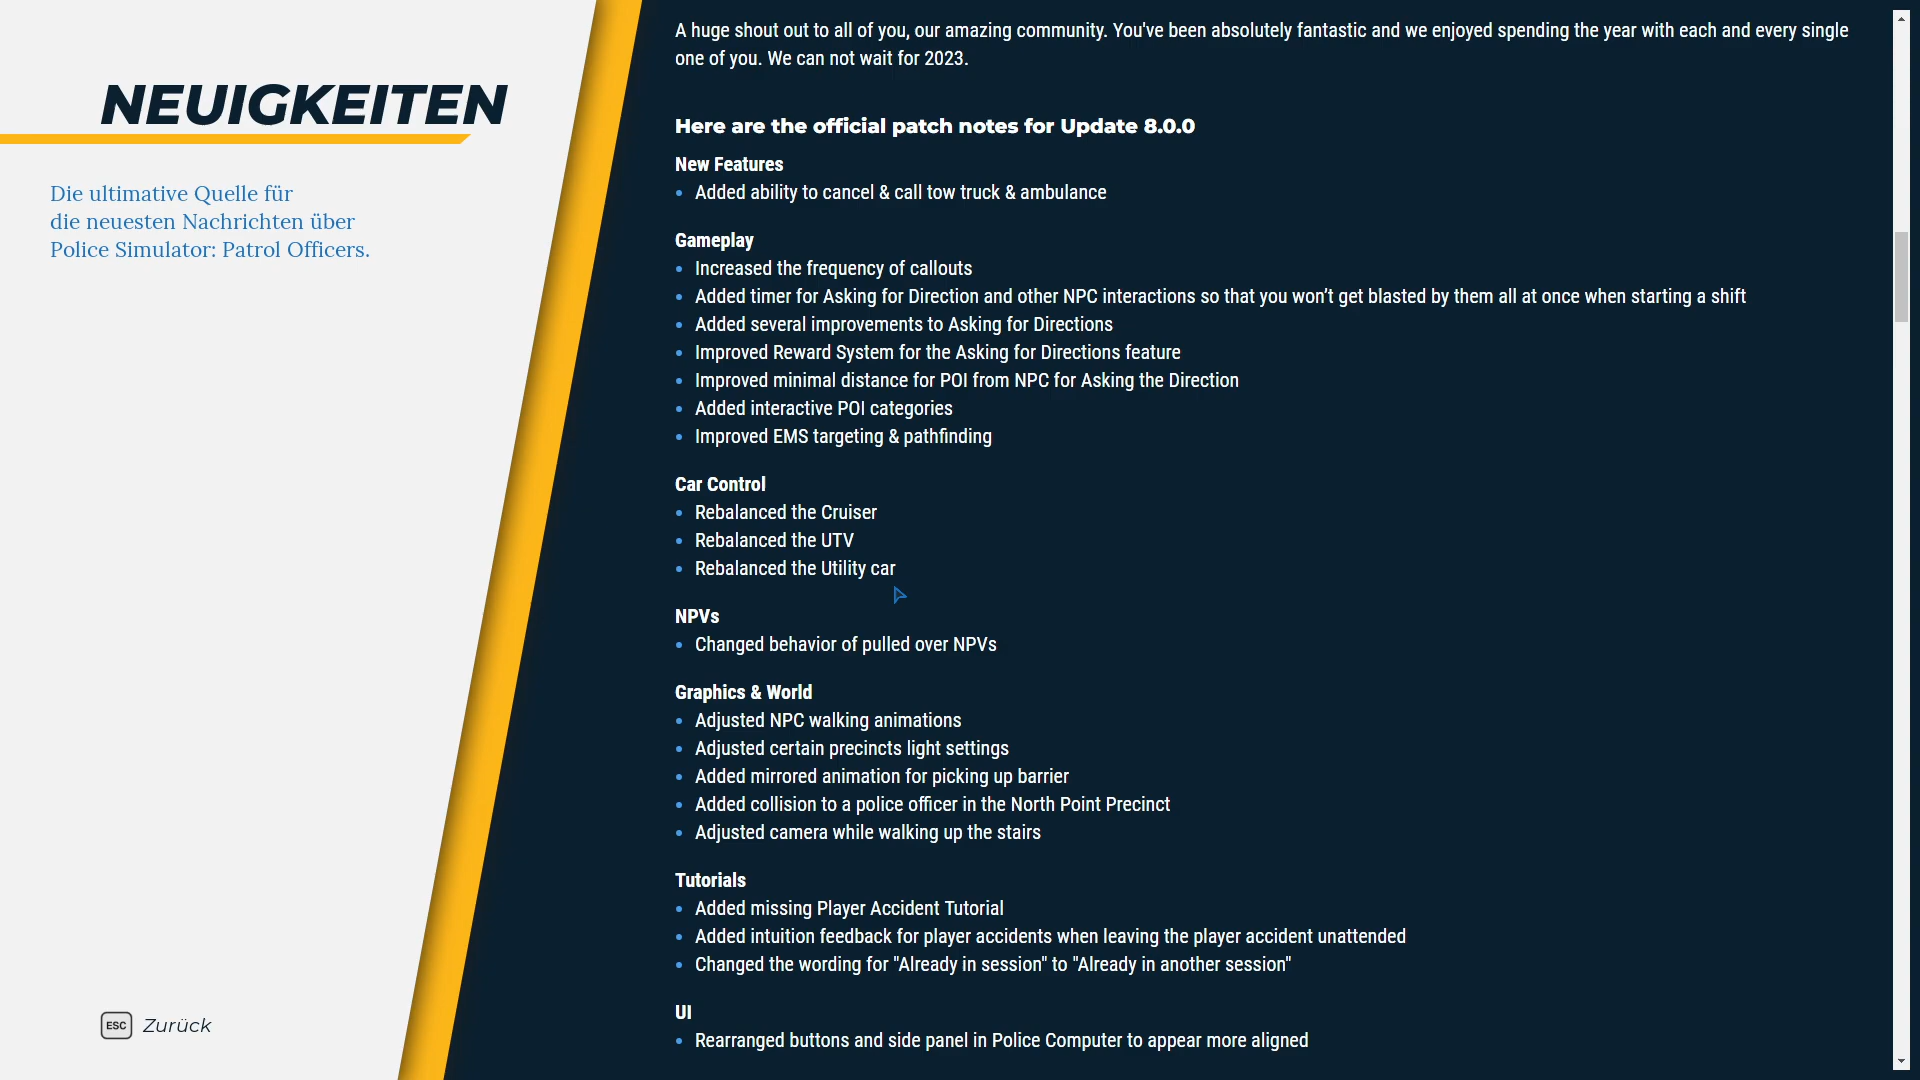 NEUIGKEITEN
Die ultimative Quelle für
die neuesten Nachrichten über
Police Simulator: Patrol Officers.
ESC Zurück
A huge shout out to all of you, our amazing community. You've been absolutely fantastic and we enjoyed spending the year with each and every single
one of you. We can not wait for 2023.
Here are the official patch notes for Update 8.0.0
New Features
• Added ability to cancel & call tow truck & ambulance
Gameplay
• Increased the frequency of callouts
• Added timer for Asking for Direction and other NPC interactions so that you won’t get blasted by them all at once when starting a shift
• Added several improvements to Asking for Directions
• Improved Reward System for the Asking for Directions feature
• Improved minimal distance for POI from NPC for Asking the Direction
• Added interactive POI categories
• Improved EMS targeting & pathfinding
Car Control
• Rebalanced the Cruiser
• Rebalanced the UTV
• Rebalanced the Utility car
NPVs
• Changed behavior of pulled over NPVs
Graphics & World
• Adjusted NPC walking animations
• Adjusted certain precincts light settings
• Added mirrored animation for picking up barrier
• Added collision to a police officer in the North Point Precinct
• Adjusted camera while walking up the stairs
Tutorials
• Added missing Player Accident Tutorial
• Added intuition feedback for player accidents when leaving the player accident unattended
• Changed the wording for "Already in session" to "Already in another session"
UI
• Rearranged buttons and side panel in Police Computer to appear more aligned